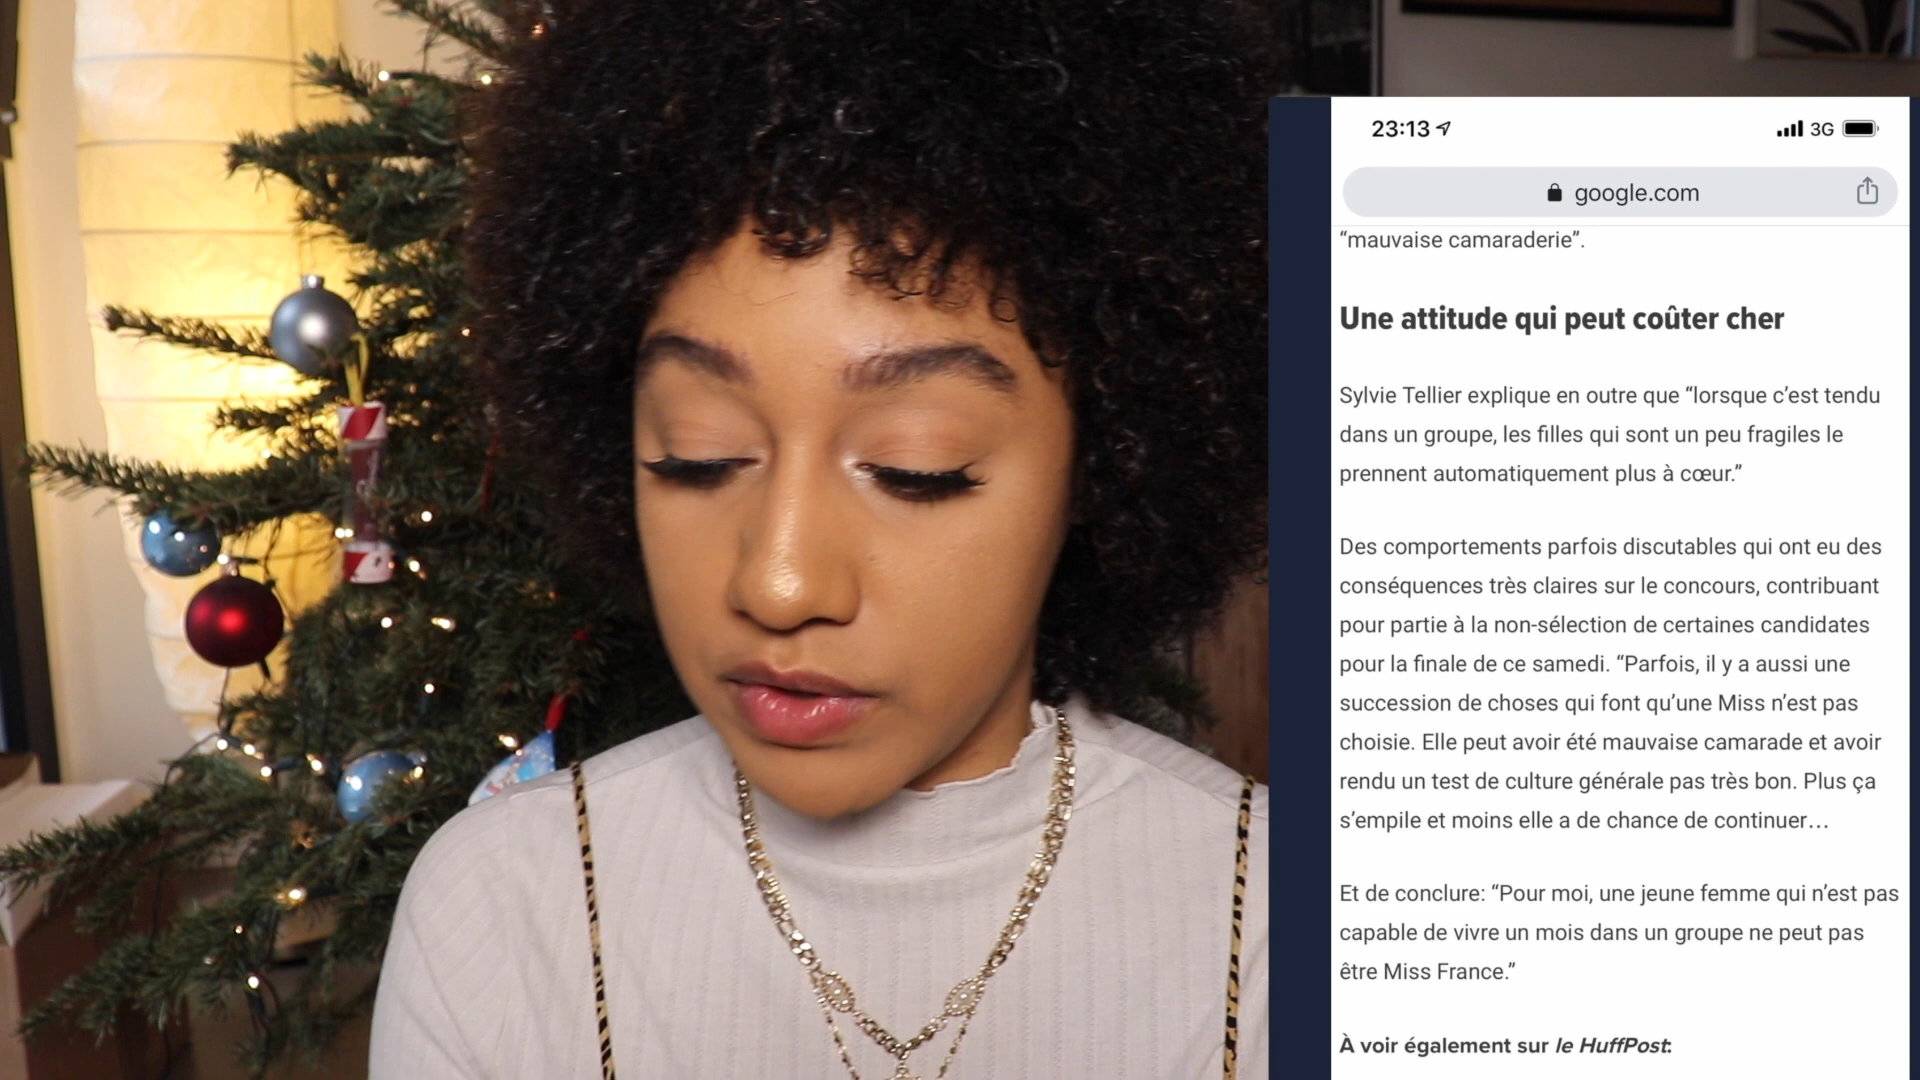 23:13
3G
google.com
“mauvaise camaraderie”.
Une attitude qui peut coûter cher
Sylvie Tellier explique en outre que “lorsque c’est tendu
dans un groupe, les filles qui sont un peu fragiles le
prennent automatiquement plus à cœur.”
Des comportements parfois discutables qui ont eu des
conséquences très claires sur le concours, contribuant
pour partie à la non-sélection de certaines candidates
pour la finale de ce samedi. “Parfois, il y a aussi une
succession de choses qui font qu’une Miss n’est pas
choisie. Elle peut avoir été mauvaise camarade et avoir
rendu un test de culture générale pas très bon. Plus ça
s’empile et moins elle a de chance de continuer…
Et de conclure: “Pour moi, une jeune femme qui n’est pas
capable de vivre un mois dans un groupe ne peut pas
être Miss France.”
À voir également sur le HuffPost: